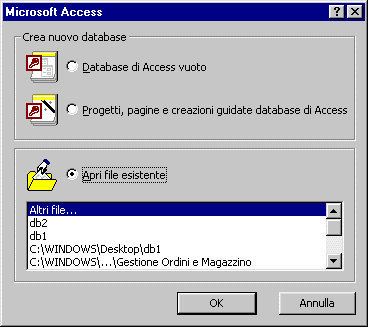 Microsoft Access
Crea nuovo database
Database di Access vuoto
Progetti, pagine e creazioni guidate database di Access
Apri file esistente
Altri file...
db2
db1
C:\WINDOWS\Desktop\db1
C:\WINDOWS\...\Gestione Ordini e Magazzino
OK
Annulla